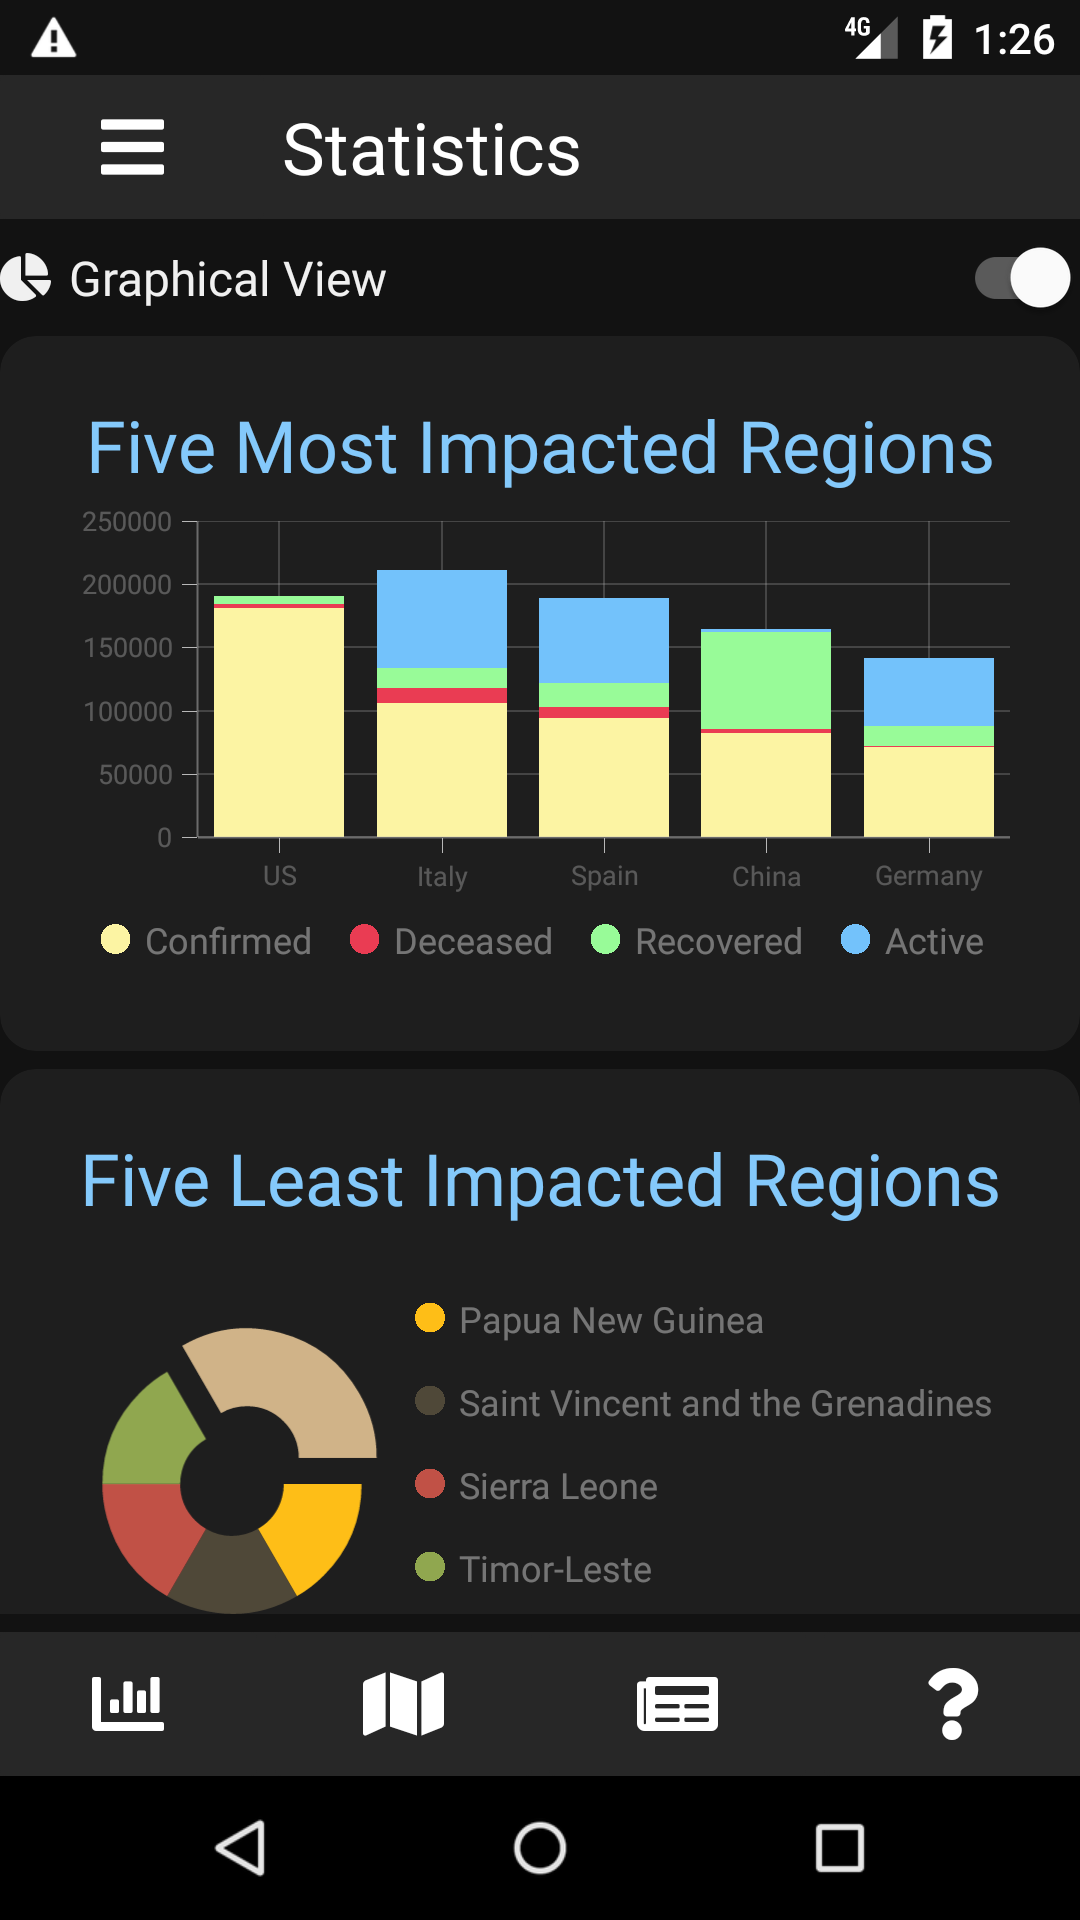 4G 1:26
Statistics
Graphical View
Five Most Impacted Regions
250000
200000
150000
100000
50000
0
US Italy Spain China Germany
Confirmed Deceased Recovered Active
Five Least Impacted Regions
Papua New Guinea
Saint Vincent and the Grenadines
Sierra Leone
Timor-Leste